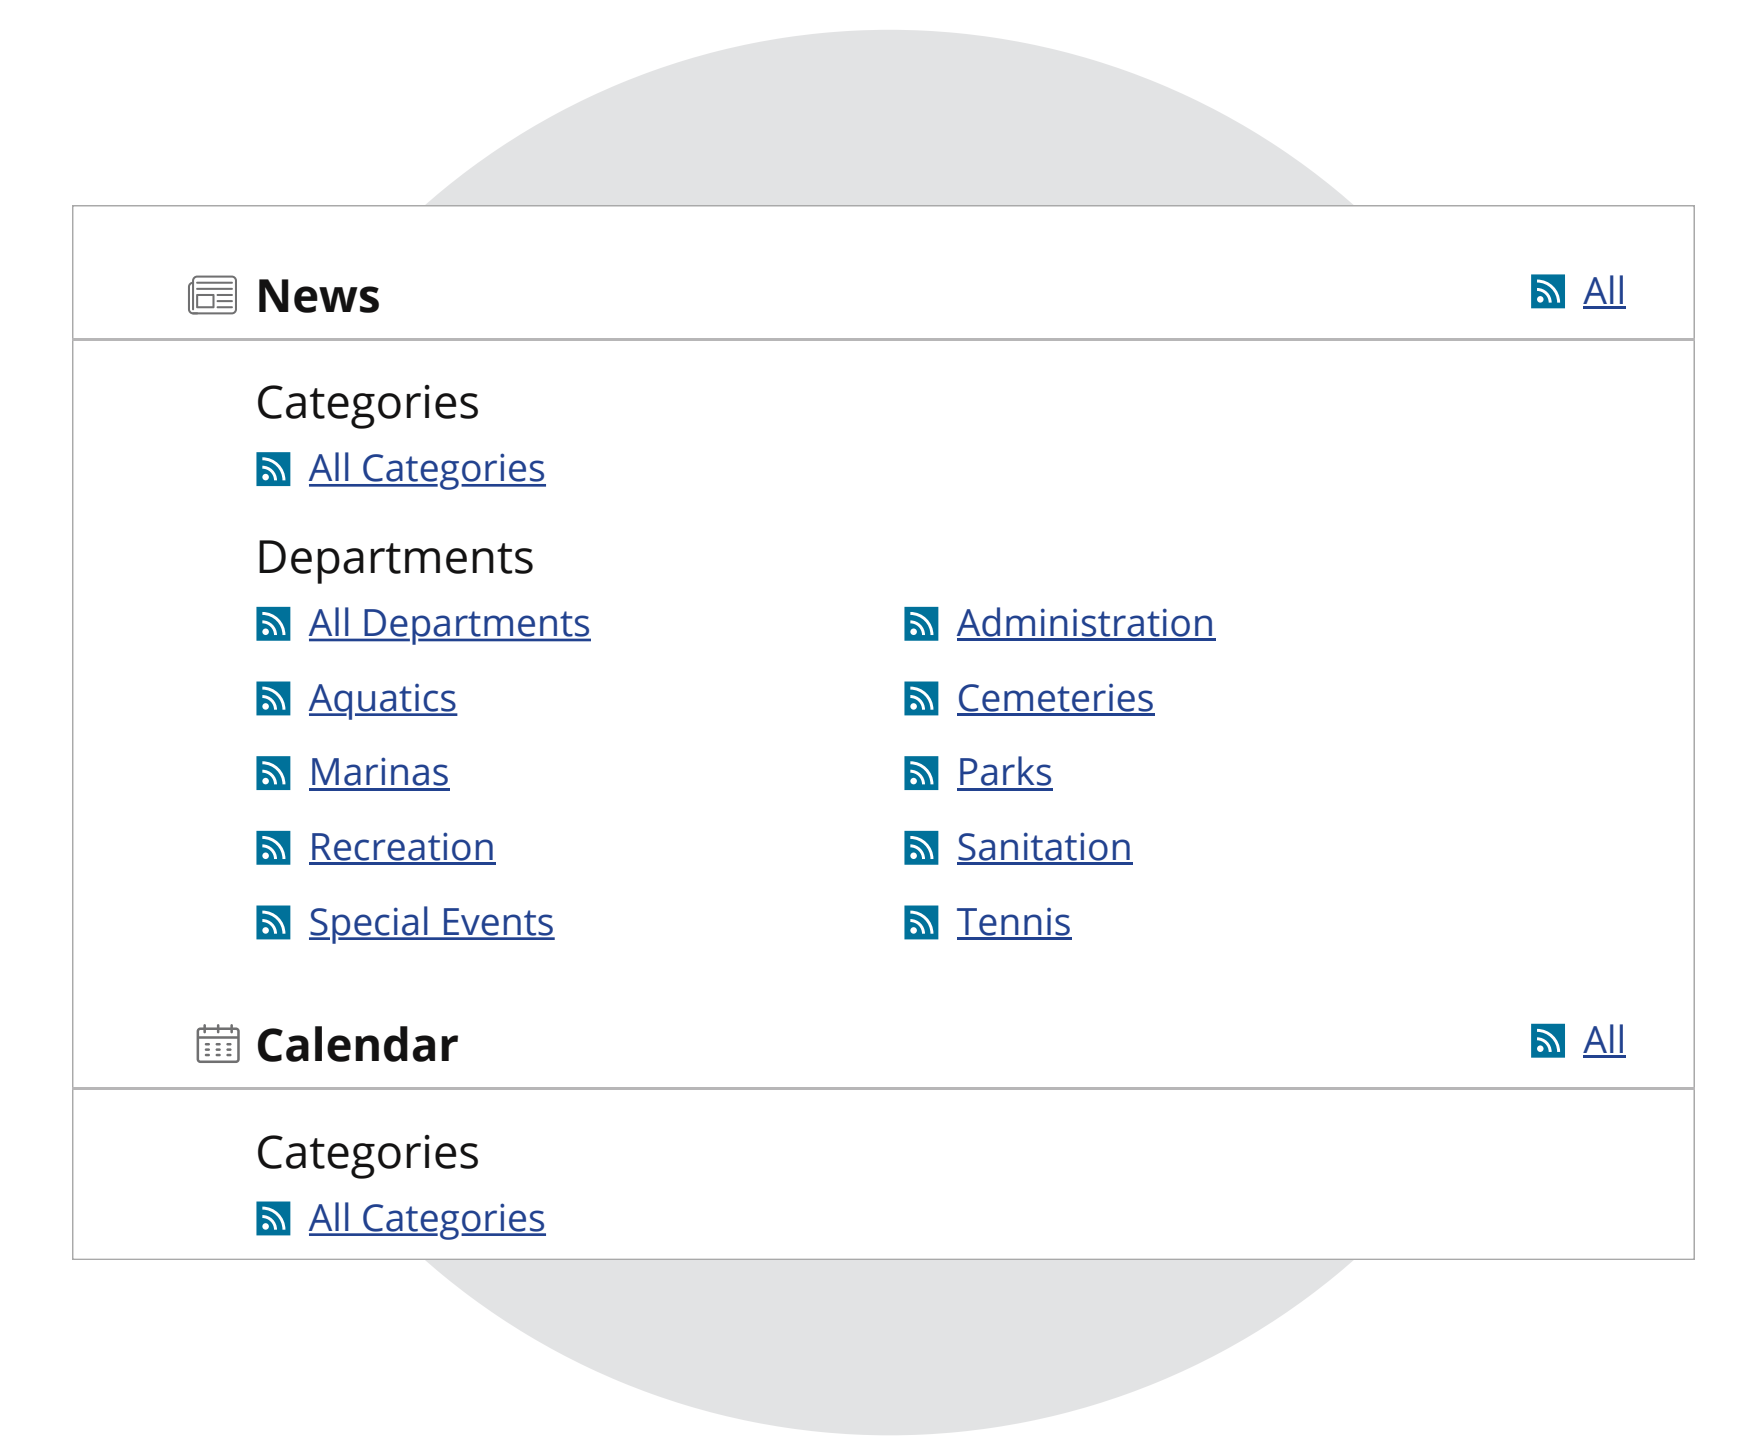 News All
Categories
All Categories
Departments
All Departments Administration
Aquatics Cemeteries
Marinas Parks
Recreation Sanitation
Special Events Tennis
Calendar All
Categories
All Categories